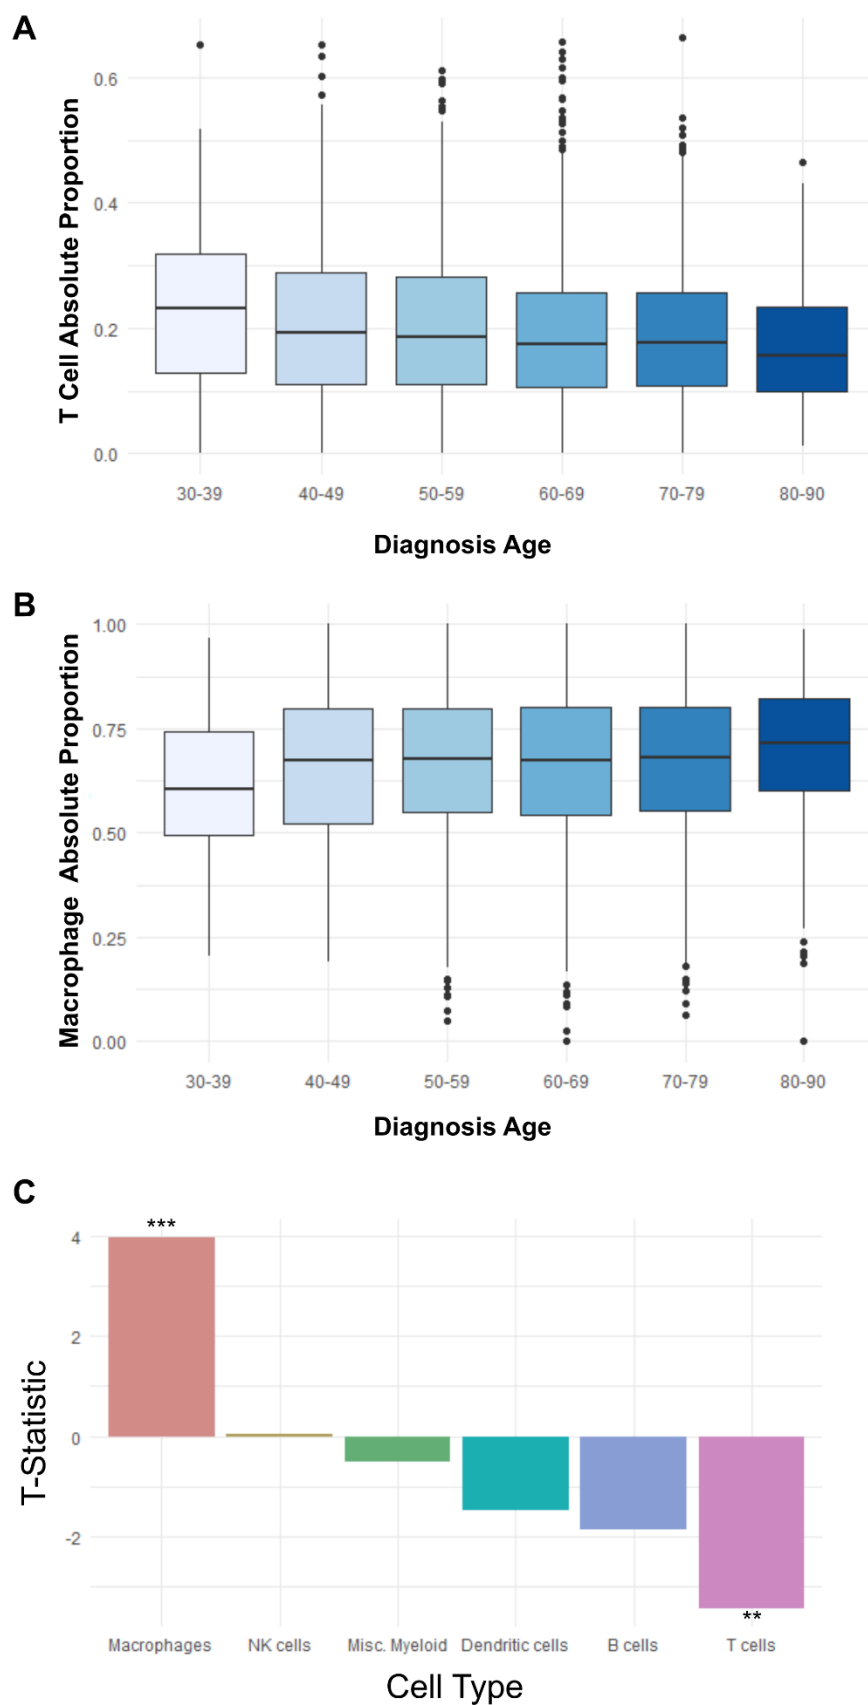 A
T Cell Absolute Proportion
0.6
0.4
0.2
0.0
30-39 40-49 50-59 60-69 70-79 80-90
Diagnosis Age
B
Macrophage Absolute Proportion
1.00
0.75
0.50
0.25
0.00
30-39 40-49 50-59 60-69 70-79 80-90
Diagnosis Age
C
T-Statistic
***
4
2
0
-2
**
Macrophages NK cells Misc. Myeloid Dendritic cells B cells T cells
Cell Type